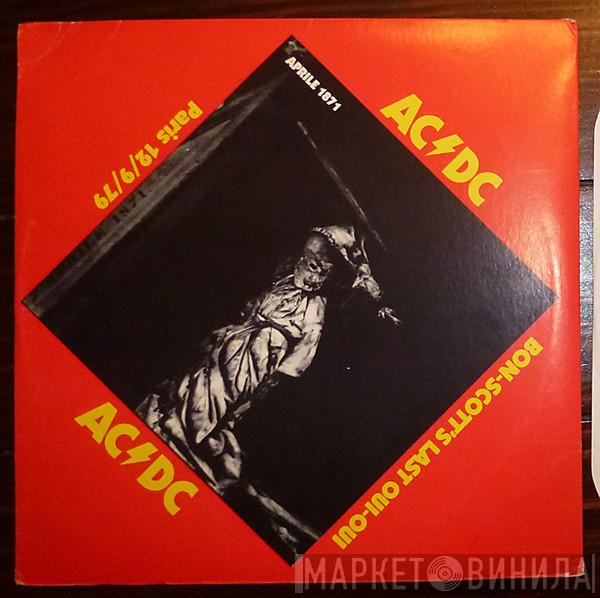 APRILE 1871
AC⚡DC
Paris 12/9/79
BON-SCOTT'S LAST OUI-OUI
AC⚡DC
МАРКЕТ ВИНИЛА